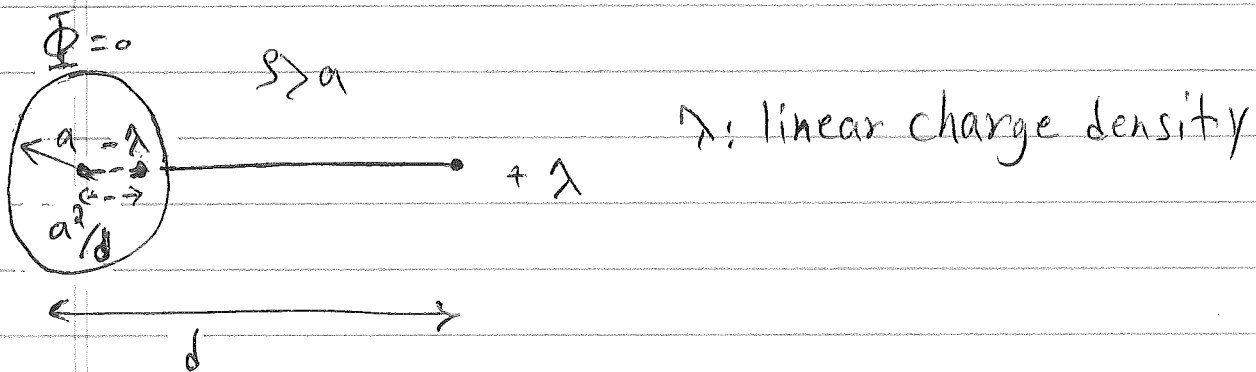 Φ=0
ρ>a
λ: linear charge density
a
-λ
+ λ
a²/d
d